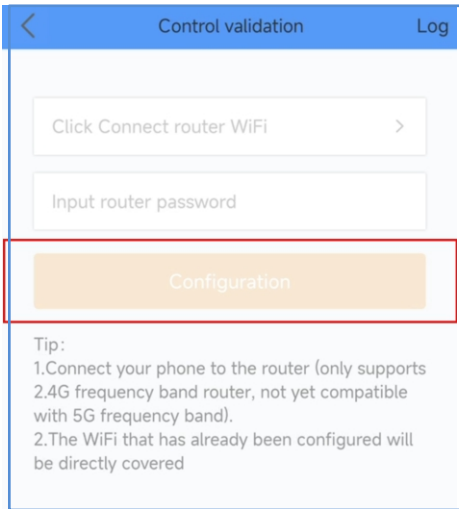 Control validation Log
Click Connect router WiFi
Input router password
Configuration
Tip:
1.Connect your phone to the router (only supports
2.4G frequency band router, not yet compatible
with 5G frequency band).
2.The WiFi that has already been configured will
be directly covered